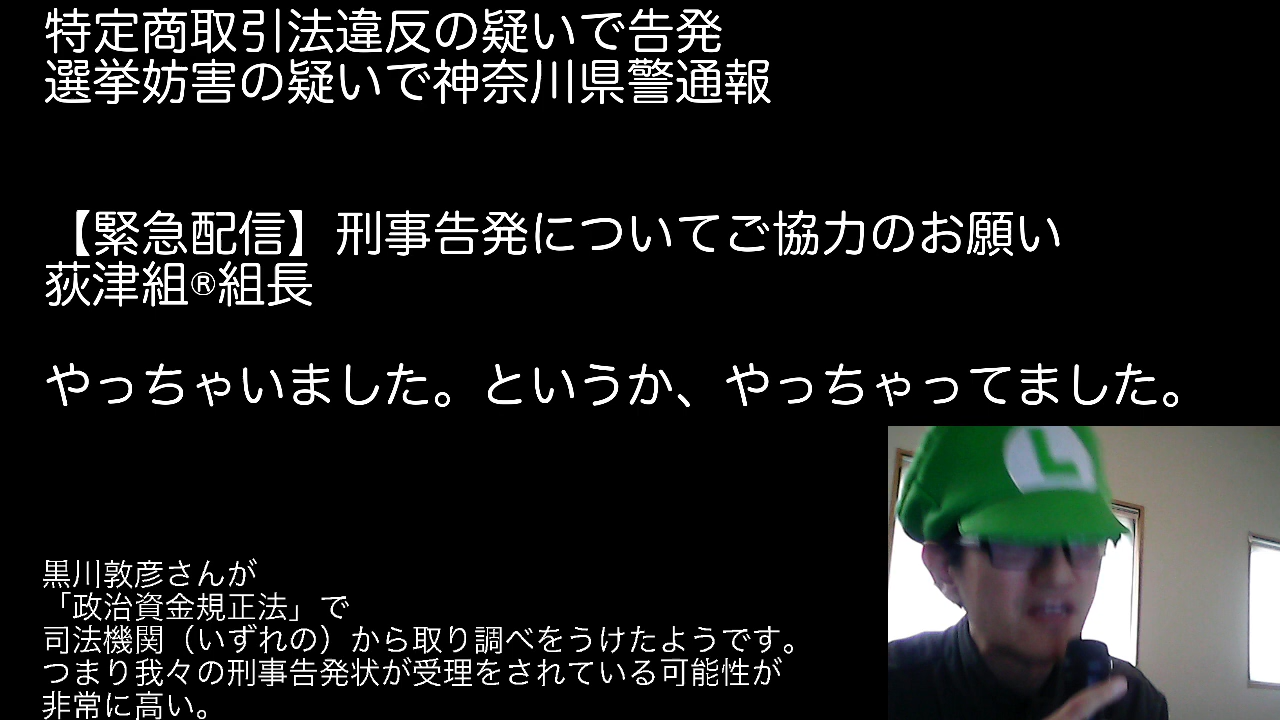 特定商取引法違反の疑いで告発
選挙妨害の疑いで神奈川県警通報
【緊急配信】刑事告発についてご協力のお願い
荻津組®組長
やっちゃいました。というか、やっちゃってました。
L
黒川敦彦さんが
「政治資金規正法」で
司法機関（いずれの）から取り調べをうけたようです。
つまり我々の刑事告発状が受理をされている可能性が
非常に高い。